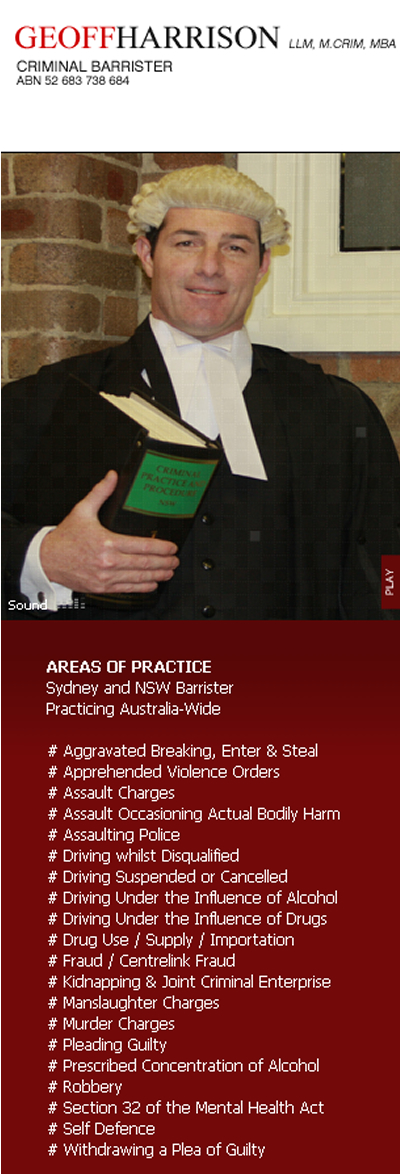 GEOFFHARRISON LLM, M.CRIM, MBA
CRIMINAL BARRISTER
ABN 52 683 738 684
CRIMINAL
PRACTICE AND
PROCEDURE
NSW
PLAY
Sound
AREAS OF PRACTICE
Sydney and NSW Barrister
Practicing Australia-Wide
# Aggravated Breaking, Enter & Steal
# Apprehended Violence Orders
# Assault Charges
# Assault Occasioning Actual Bodily Harm
# Assaulting Police
# Driving whilst Disqualified
# Driving Suspended or Cancelled
# Driving Under the Influence of Alcohol
# Driving Under the Influence of Drugs
# Drug Use / Supply / Importation
# Fraud / Centrelink Fraud
# Kidnapping & Joint Criminal Enterprise
# Manslaughter Charges
# Murder Charges
# Pleading Guilty
# Prescribed Concentration of Alcohol
# Robbery
# Section 32 of the Mental Health Act
# Self Defence
# Withdrawing a Plea of Guilty